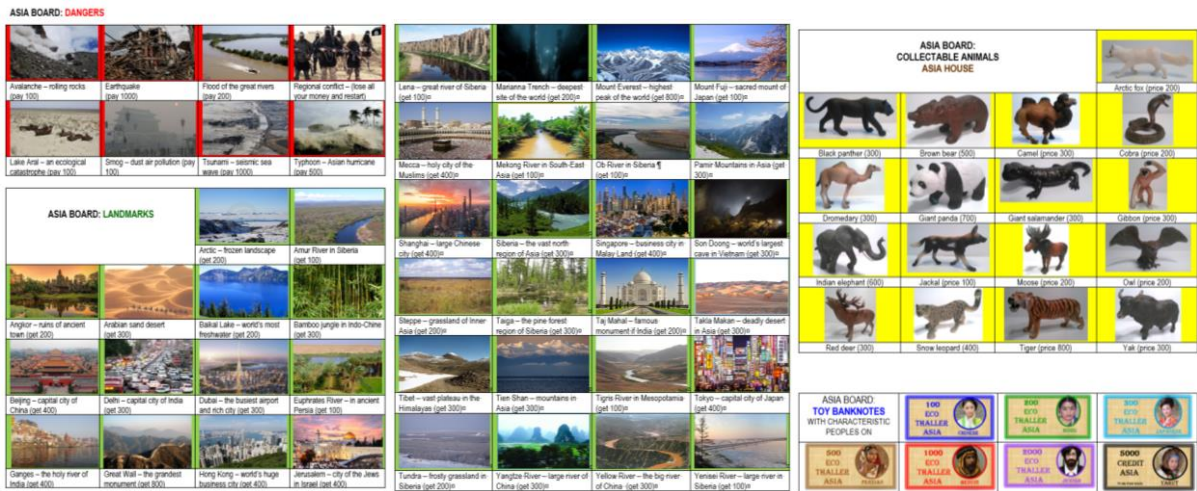 ASIA BOARD: DANGERS
Avalanche – rolling rocks
(pay 100)
Earthquake
(pay 1000)
Flood of the great rivers
(pay 200)
Regional conflict – (lose all
your money and restart)
Lake Aral – an ecological
catastrophe (pay 100)
Smog – dust air pollution (pay
100)
Tsunami – seismic sea
wave (pay 1000)
Typhoon – Asian hurricane
(pay 500)
ASIA BOARD: LANDMARKS
Arctic – frozen landscape
(get 200)
Amur River in Siberia
(get 100)
Angkor – ruins of ancient
town (get 200)
Arabian sand desert
(get 300)
Baikal Lake – world's most
freshwater (get 200)
Bamboo jungle in Indo-Chine
(get 300)
Beijing – capital city of
China (get 400)
Delhi – capital city of India
(get 300)
Dubai – the busiest airport
and rich city (get 300)
Euphrates River – in ancient
Persia (get 100)
Ganges – the holy river of
India (get 400)
Great Wall – the grandest
monument (get 800)
Hong Kong – world's huge
business city (get 400)
Jerusalem – city of the Jews
in Israel (get 400)
Lena – great river of Siberia
(get 100)¤
Marianna Trench – deepest
site of the world (get 200)¤
Mount Everest – highest
peak of the world (get 800)¤
Mount Fuji – sacred mount of
Japan (get 100)¤
Mecca – holy city of the
Muslims (get 400)¤
Mekong River in South-East
Asia (get 100)¤
Ob River in Siberia ¶
(get 100)¤
Pamir Mountains in Asia (get
300)¤
Shanghai – large Chinese
city (get 400)¤
Siberia – the vast north
region of Asia (get 300)¤
Singapore – business city in
Malay Land (get 400)¤
Son Doong – world's largest
cave in Vietnam (get 300)¤
Steppe – grassland of Inner
Asia (get 200)¤
Taiga – the pine forest
region of Siberia (get 300)¤
Taj Mahal – famous
monument if India (get 200)¤
Takla Makan – deadly desert
in Asia (get 300)¤
Tibet – vast plateau in the
Himalayas (get 300)¤
Tien Shan – mountains in
Asia (get 300)¤
Tigris River in Mesopotamia
(get 100)¤
Tokyo – capital city of Japan
(get 400)¤
Tundra – frosty grassland in
Siberia (get 200)¤
Yangtze River – large river of
China (get 300)¤
Yellow River – the big river
of China (get 300)¤
Yenisei River – large river in
Siberia (get 100)¤
ASIA BOARD:
COLLECTABLE ANIMALS
ASIA HOUSE
Arctic fox (price 200)
Black panther (300)
Brown bear (500)
Camel (price 300)
Cobra (price 200)
Dromedary (300)
Giant panda (700)
Giant salamander (300)
Gibbon (price 300)
Indian elephant (600)
Jackal (price 100)
Moose (price 200)
Owl (price 200)
Red deer (300)
Snow leopard (400)
Tiger (price 800)
Yak (price 300)
ASIA BOARD:
TOY BANKNOTES
WITH CHARACTERISTIC
PEOPLES ON
100
ECO
THALLER
ASIA
200
ECO
THALLER
ASIA
300
ECO
THALLER
ASIA
500
ECO
THALLER
ASIA
1000
ECO
THALLER
ASIA
2000
ECO
THALLER
ASIA
5000
CREDIT
ASIA